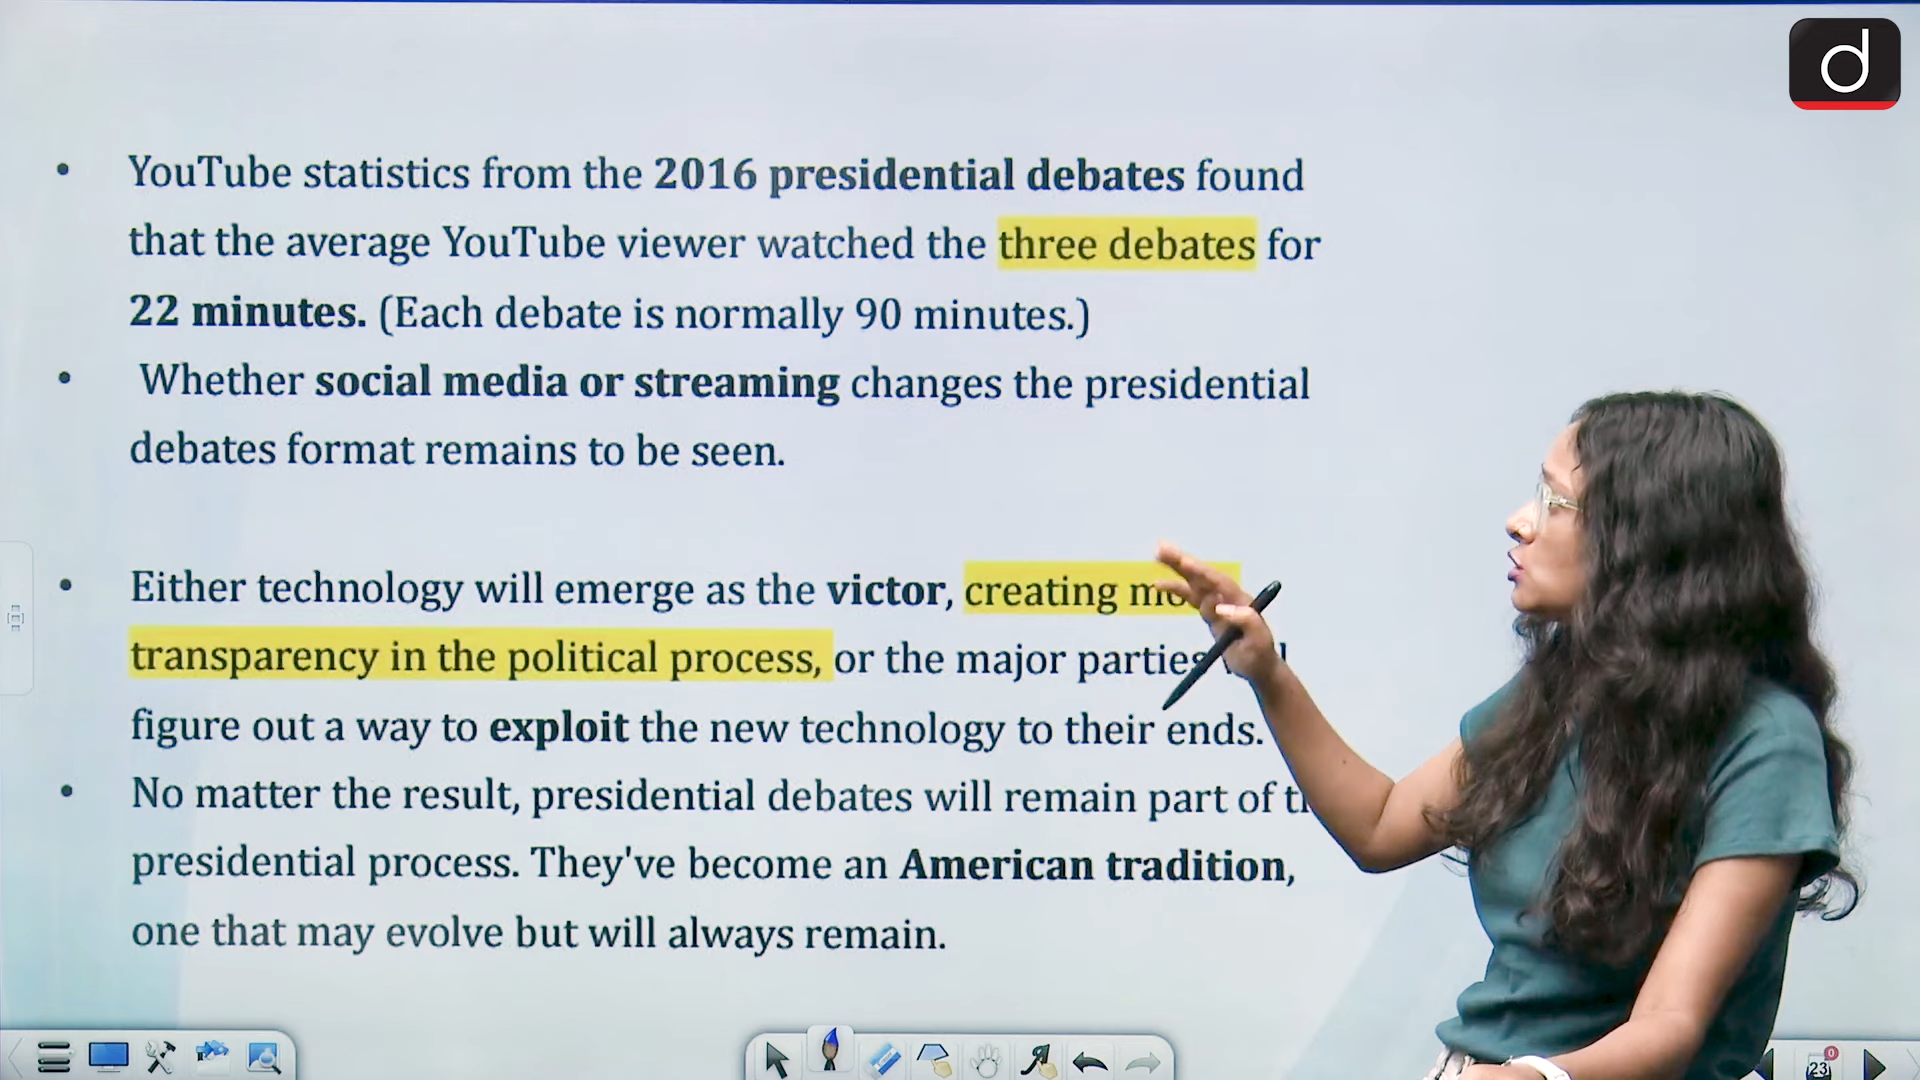 d
• YouTube statistics from the 2016 presidential debates found
that the average YouTube viewer watched the three debates for
22 minutes. (Each debate is normally 90 minutes.)
• Whether social media or streaming changes the presidential
debates format remains to be seen.
• Either technology will emerge as the victor, creating
transparency in the political process, or the major parties
figure out a way to exploit the new technology to their ends.
• No matter the result, presidential debates will remain part of
presidential process. They've become an American tradition,
one that may evolve but will always remain.
0
23